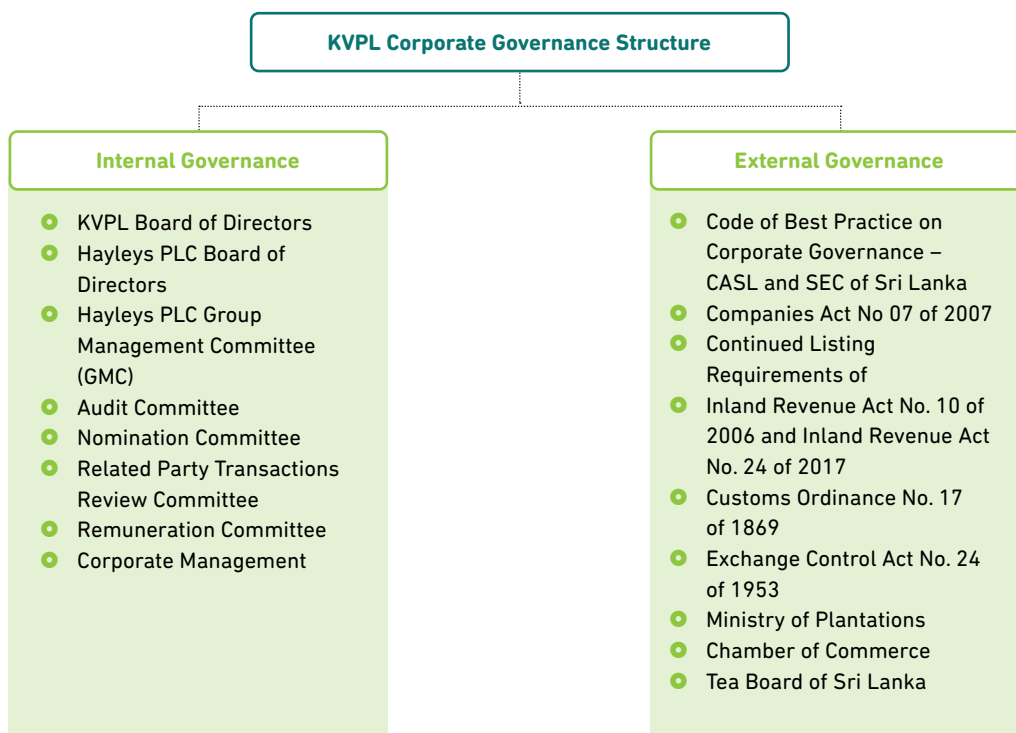 KVPL Corporate Governance Structure
Internal Governance
KVPL Board of Directors
Hayleys PLC Board of
Directors
Hayleys PLC Group
Management Committee
(GMC)
Audit Committee
Nomination Committee
Related Party Transactions
Review Committee
Remuneration Committee
Corporate Management
External Governance
Code of Best Practice on
Corporate Governance –
CASL and SEC of Sri Lanka
Companies Act No 07 of 2007
Continued Listing
Requirements of
Inland Revenue Act No. 10 of
2006 and Inland Revenue Act
No. 24 of 2017
Customs Ordinance No. 17
of 1869
Exchange Control Act No. 24
of 1953
Ministry of Plantations
Chamber of Commerce
Tea Board of Sri Lanka